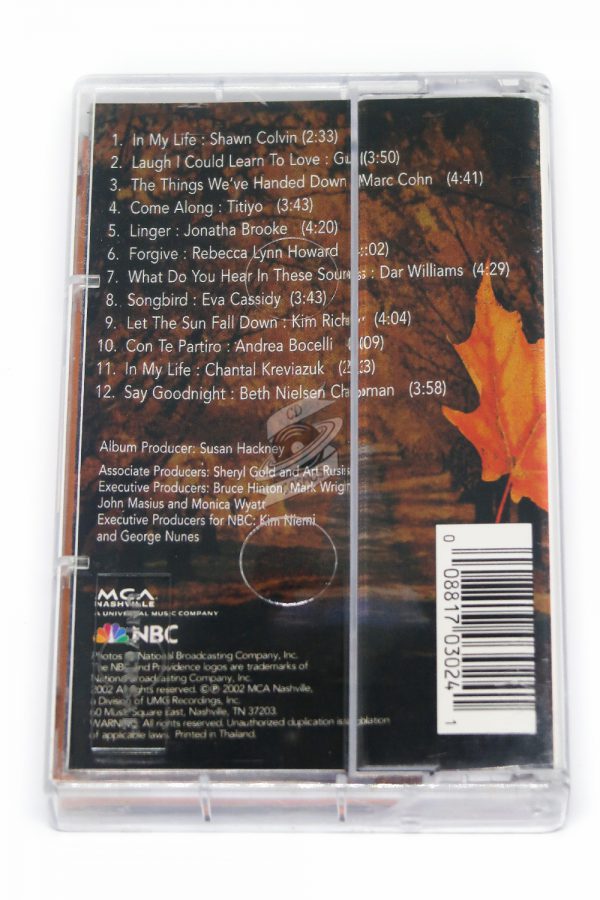 1. In My Life : Shawn Colvin (2:33)
2. Laugh I Could Learn To Love : Gu (3:50)
3. The Things We've Handed Down Marc Cohn (4:41)
4. Come Along : Titiyo (3:43)
5. Linger : Jonatha Brooke (4:20)
6. Forgive : Rebecca Lynn Howard :02)
7. What Do You Hear In These Sounds : Dar Williams (4:29)
8. Songbird : Eva Cassidy (3:43)
9. Let The Sun Fall Down : Kim Richey (4:04)
10. Con Te Partiro : Andrea Bocelli 09)
11. In My Life : Chantal Kreviazuk
12. Say Goodnight : Beth Nielsen Chapman (3:58)
CD
Album Producer: Susan Hackney
Associate Producers: Sheryl Gold and Art Rusis
Executive Producers: Bruce Hinton, Mark Wrigh
John Masius and Monica Wyatt
Executive Producers for NBC: Kim Niemi
and George Nunes
MCA
NASHVILLE
A UNIVERSAL MUSIC COMPANY
NBC
Photos © National Broadcasting Company, Inc.
The NBC and Providence logos are trademarks of
National Broadcasting Company, Inc.
2002 All rights reserved. © ℗ 2002 MCA Nashville,
a Division of UMG Recordings, Inc.
60 Music Square East, Nashville, TN 37203.
WARNING: All rights reserved. Unauthorized duplication is a violation
of applicable laws. Printed in Thailand.
0 08817 03024 1